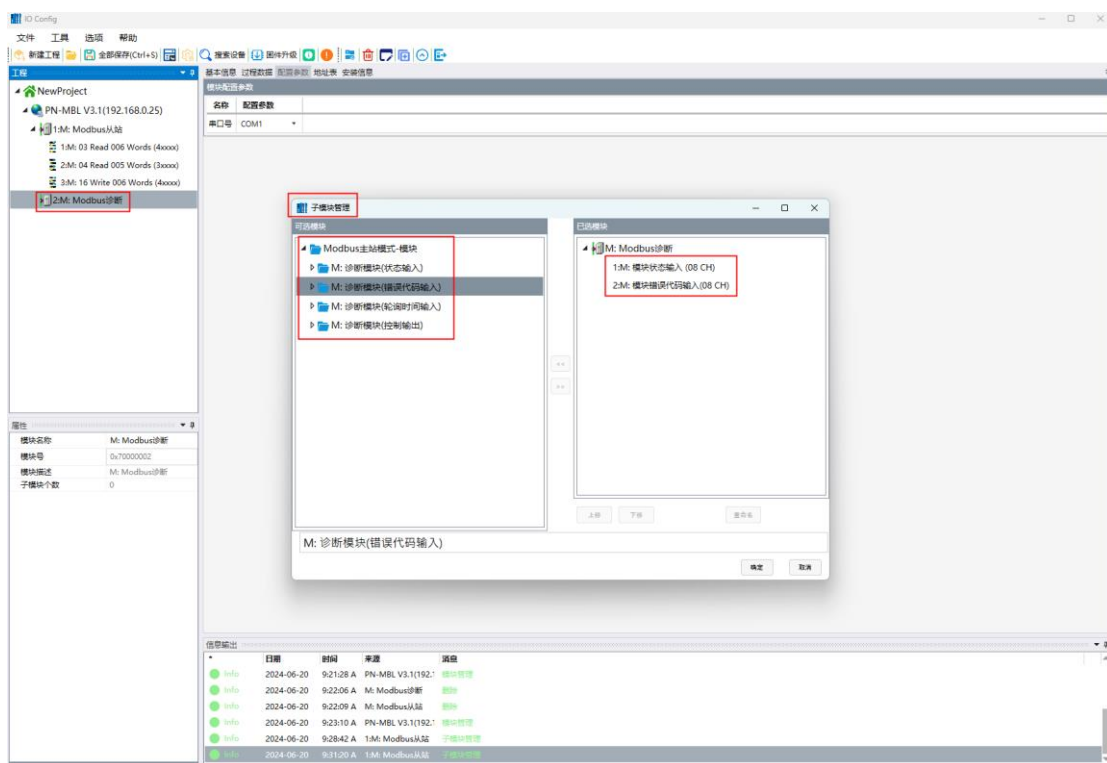 IO Config
文件 工具 选项 帮助
新建工程 全部保存(Ctrl+S) 搜索设备 固件升级
工程
基本信息 过程数据 配置参数 地址表 安装信息
NewProject
模块配置参数
名称 配置参数
PN-MBL V3.1(192.168.0.25)
串口号 COM1
1:M: Modbus从站
1:M: 03 Read 006 Words (4xxxx)
2:M: 04 Read 005 Words (3xxxx)
3:M: 16 Write 006 Words (4xxxx)
2:M: Modbus诊断
子模块管理
可选模块
已选模块
Modbus主站模式-模块
M: 诊断模块(状态输入)
M: 诊断模块(错误代码输入)
M: 诊断模块(轮询时间输入)
M: 诊断模块(控制输出)
M: Modbus诊断
1:M: 模块状态输入 (08 CH)
2:M: 模块错误代码输入(08 CH)
上移 下移 重命名
M: 诊断模块(错误代码输入)
确定 取消
属性
模块名称 M: Modbus诊断
模块号 0x70000002
模块描述 M: Modbus诊断
子模块个数 0
信息输出
日期 时间 来源 消息
Info 2024-06-20 9:21:28 A PN-MBL V3.1(192.1 模块管理
Info 2024-06-20 9:22:06 A M: Modbus诊断 删除
Info 2024-06-20 9:22:09 A M: Modbus从站 删除
Info 2024-06-20 9:23:10 A PN-MBL V3.1(192.1 模块管理
Info 2024-06-20 9:28:42 A 1:M: Modbus从站 子模块管理
Info 2024-06-20 9:31:20 A 1:M: Modbus从站 子模块管理